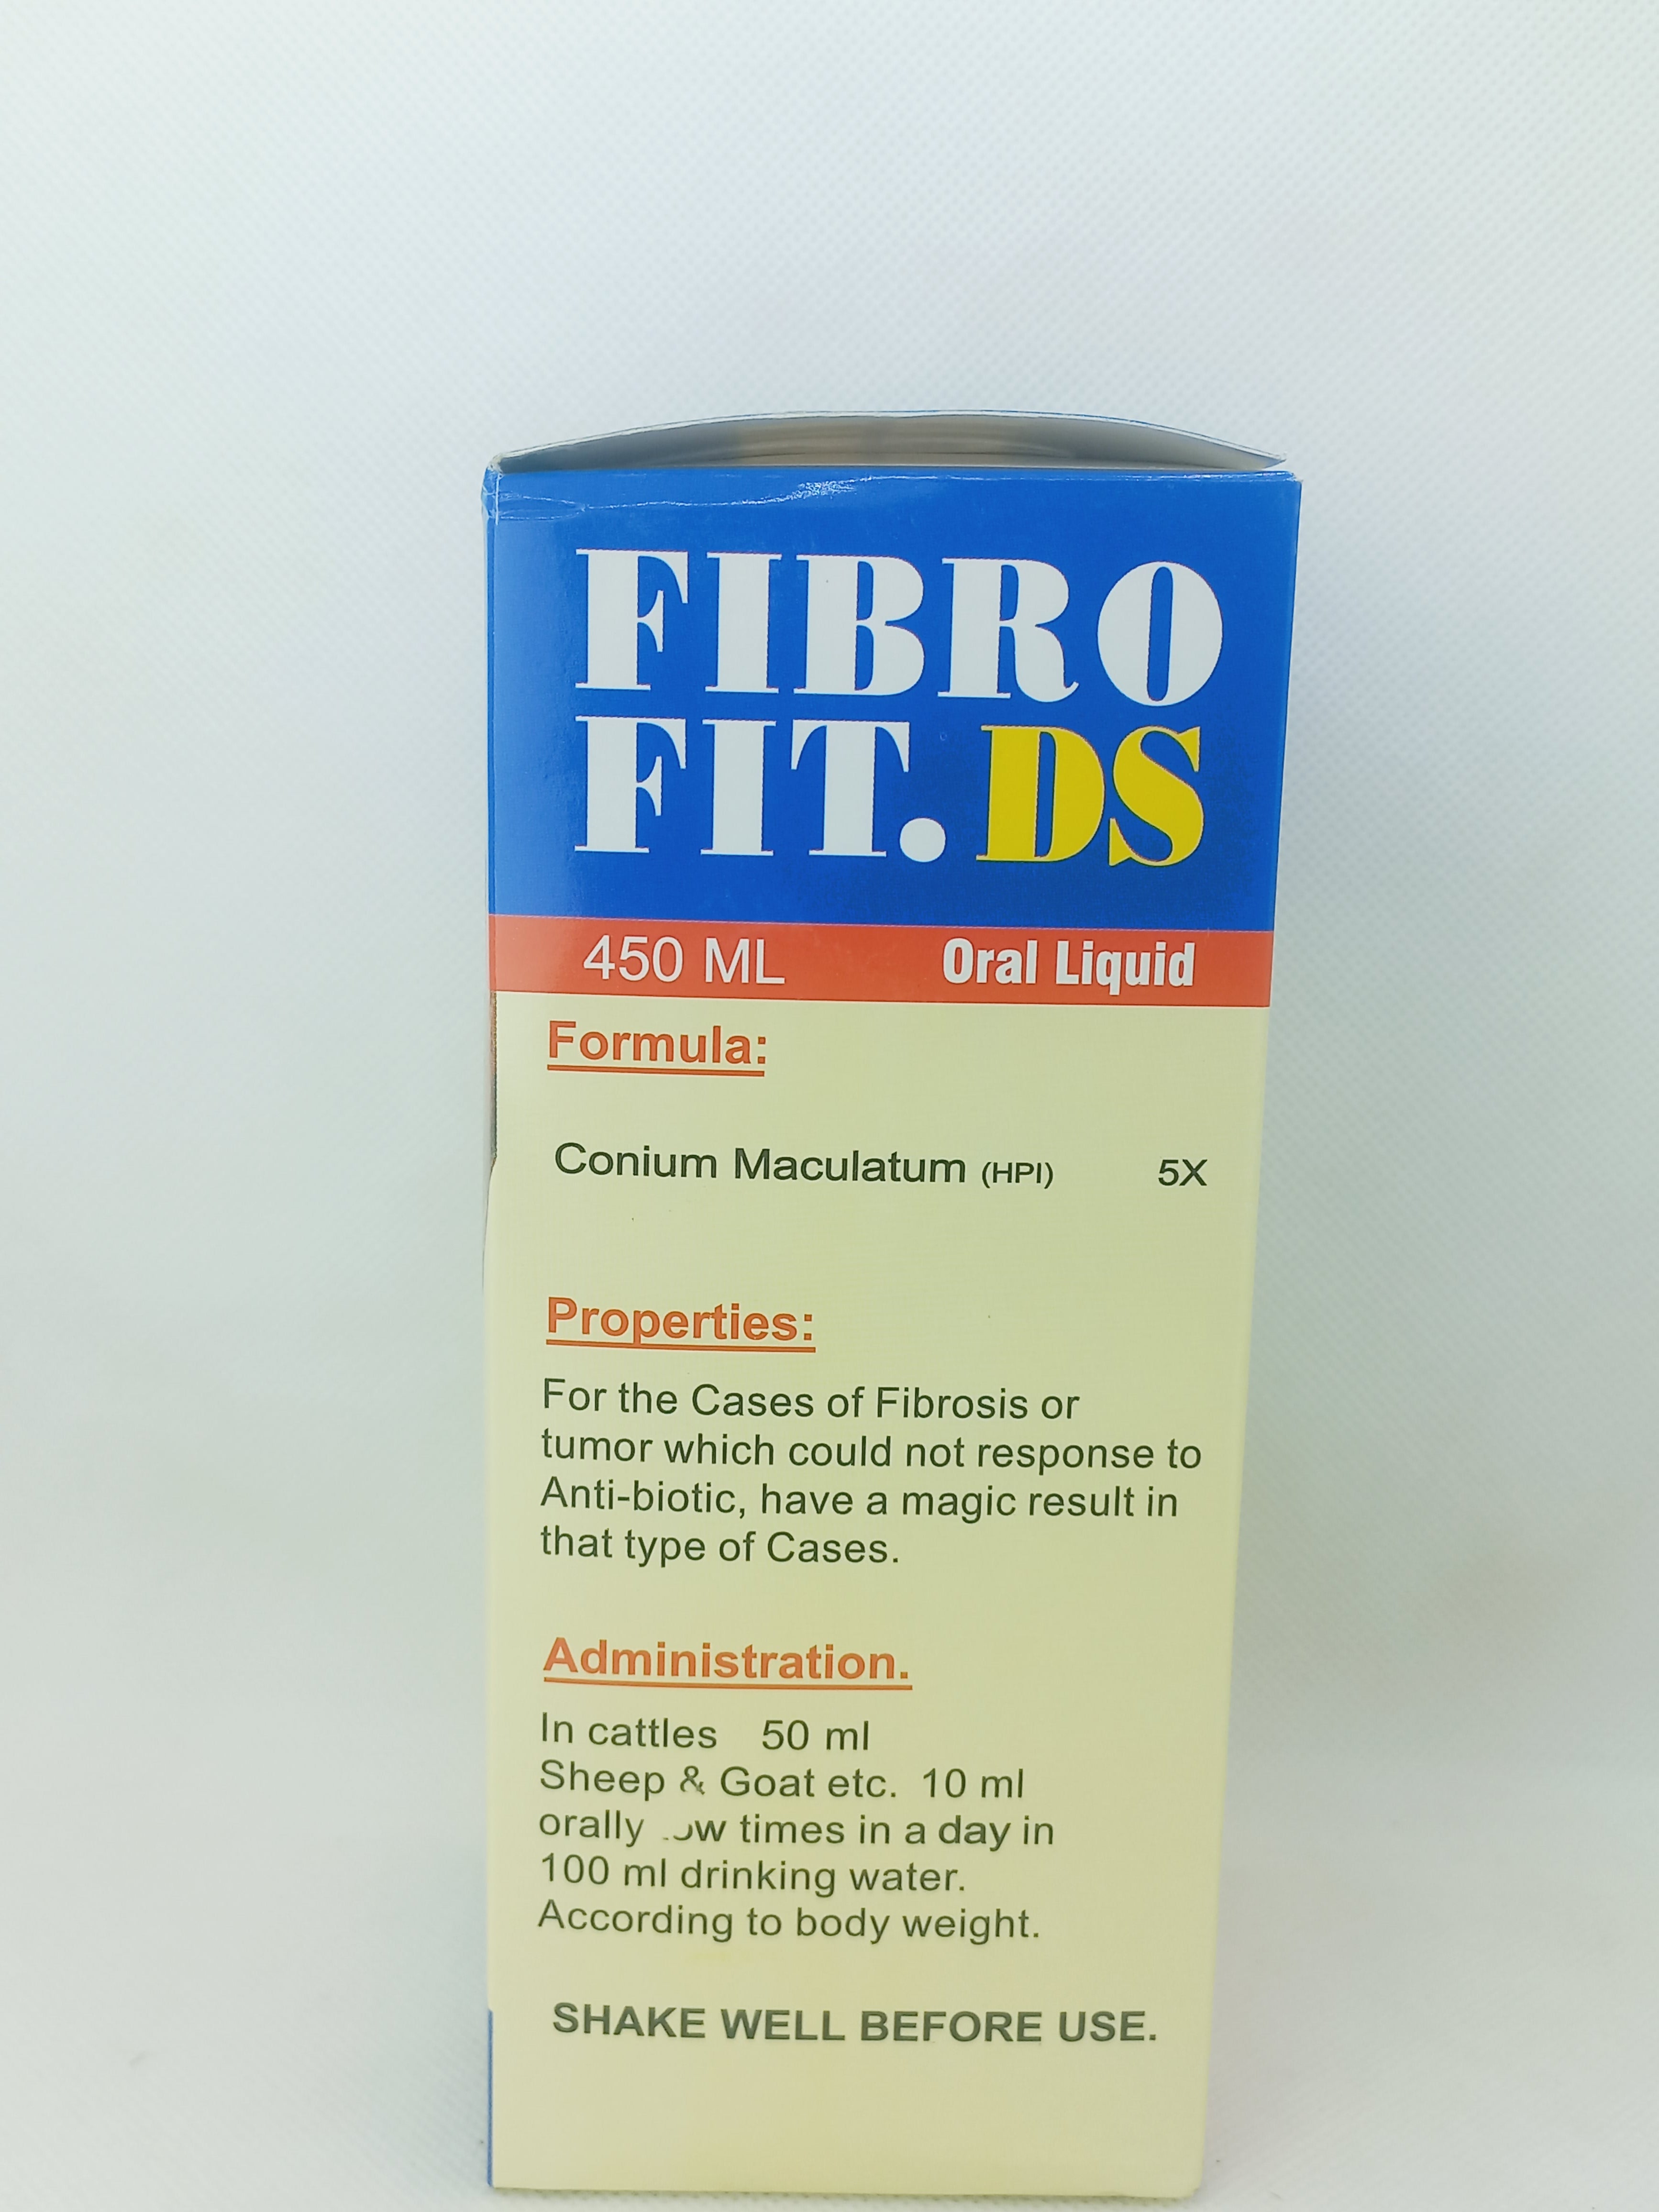 FIBRO
FIT.DS
450 ML Oral Liquid
Formula:
Conium Maculatum (HPI) 5X
Properties:
For the Cases of Fibrosis or
tumor which could not response to
Anti-biotic, have a magic result in
that type of Cases.
Administration.
In cattles 50 ml
Sheep & Goat etc. 10 ml
orally times in a day in
100 ml drinking water.
According to body weight.
SHAKE WELL BEFORE USE.